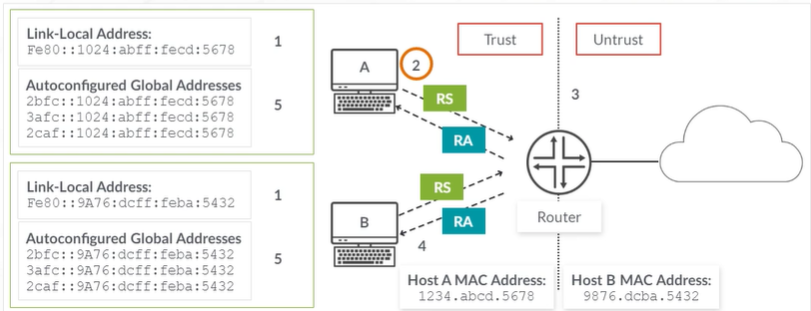 Link-Local Address:
Fe80::1024:abff:fecd:5678
1
Autoconfigured Global Addresses
2bfc::1024:abff:fecd:5678
3afc::1024:abff:fecd:5678
2caf::1024:abff:fecd:5678
5
Link-Local Address:
Fe80::9A76:dcff:feba:5432
1
Autoconfigured Global Addresses
2bfc::9A76:dcff:feba:5432
3afc::9A76:dcff:feba:5432
2caf::9A76:dcff:feba:5432
5
A
2
RS
RA
Trust
Untrust
3
B
RS
RA
4
Router
Host A MAC Address:
1234.abcd.5678
Host B MAC Address:
9876.dcba.5432